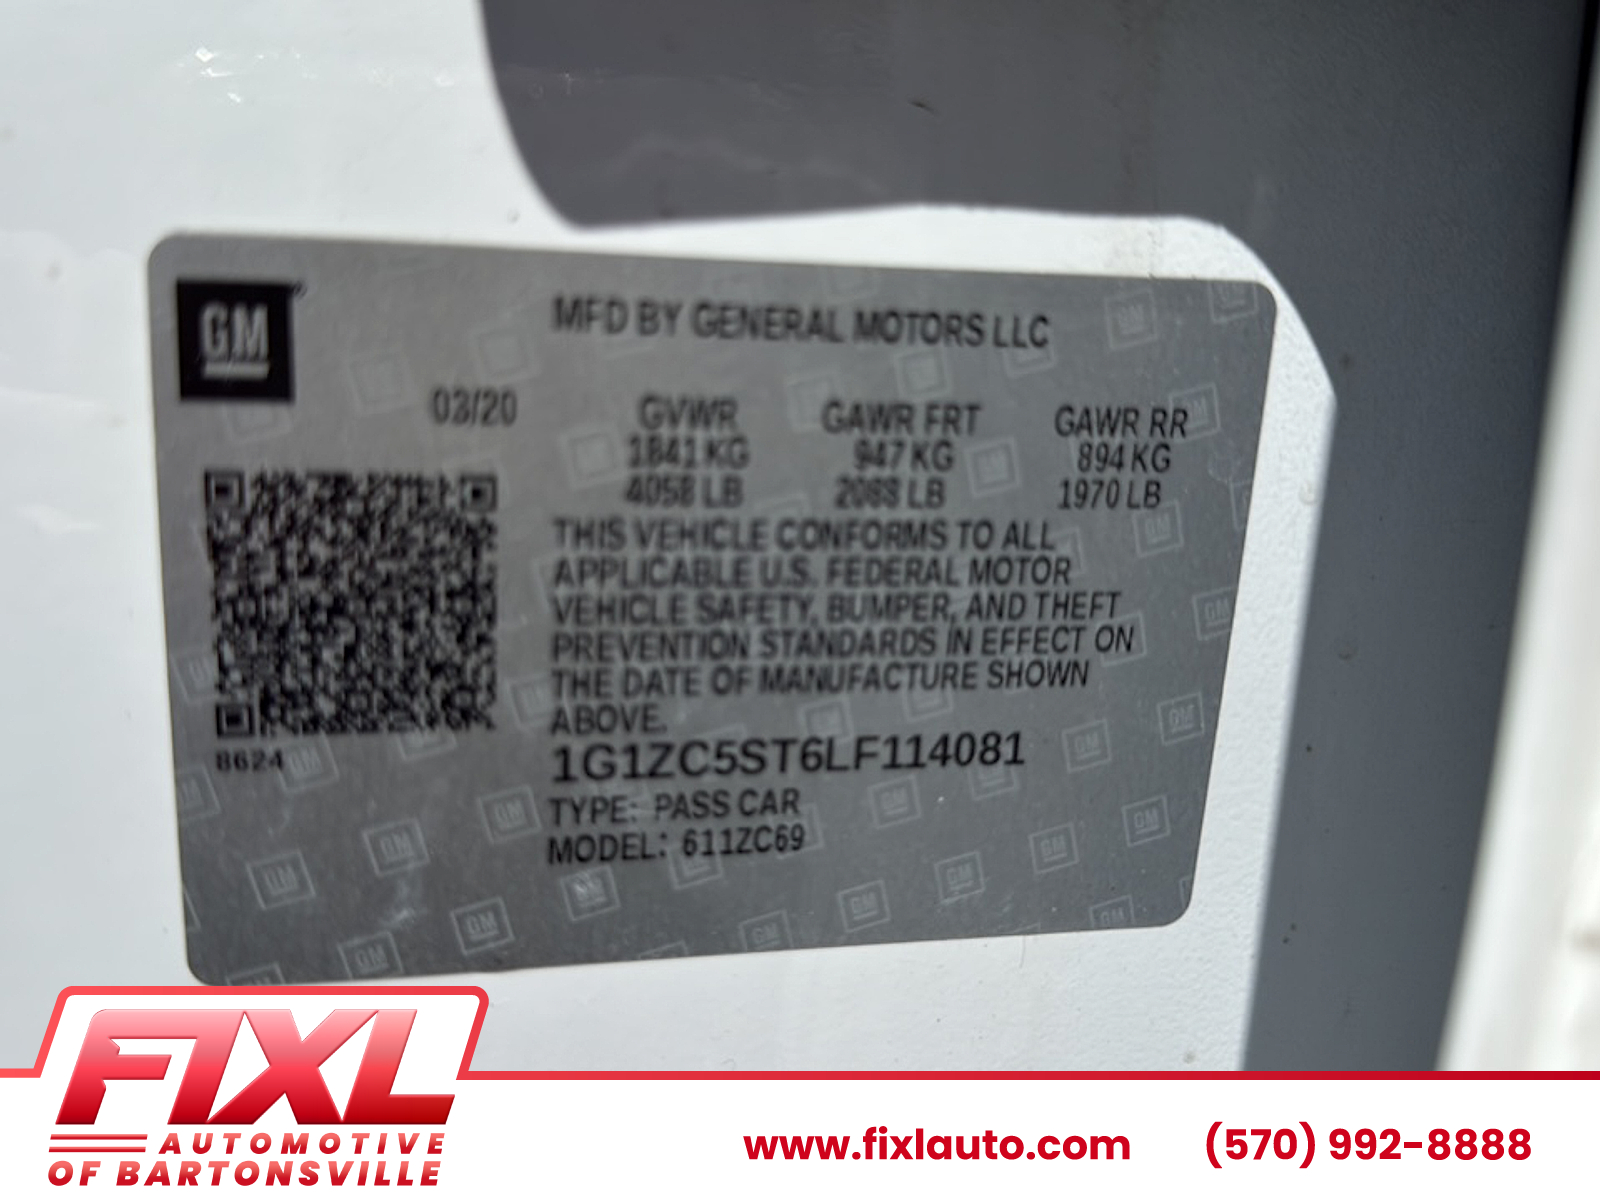 GM
MFD BY GENERAL MOTORS LLC
03/20 GVWR GAWR FRT GAWR RR
1841 KG 947 KG 894 KG
4058 LB 2088 LB 1970 LB
THIS VEHICLE CONFORMS TO ALL
APPLICABLE U.S. FEDERAL MOTOR
VEHICLE SAFETY, BUMPER, AND THEFT
PREVENTION STANDARDS IN EFFECT ON
THE DATE OF MANUFACTURE SHOWN
ABOVE.
8624
1G1ZC5ST6LF114081
TYPE: PASS CAR
MODEL: 611ZC69
FIXL
AUTOMOTIVE
OF BARTONSVILLE
www.fixlauto.com (570) 992-8888